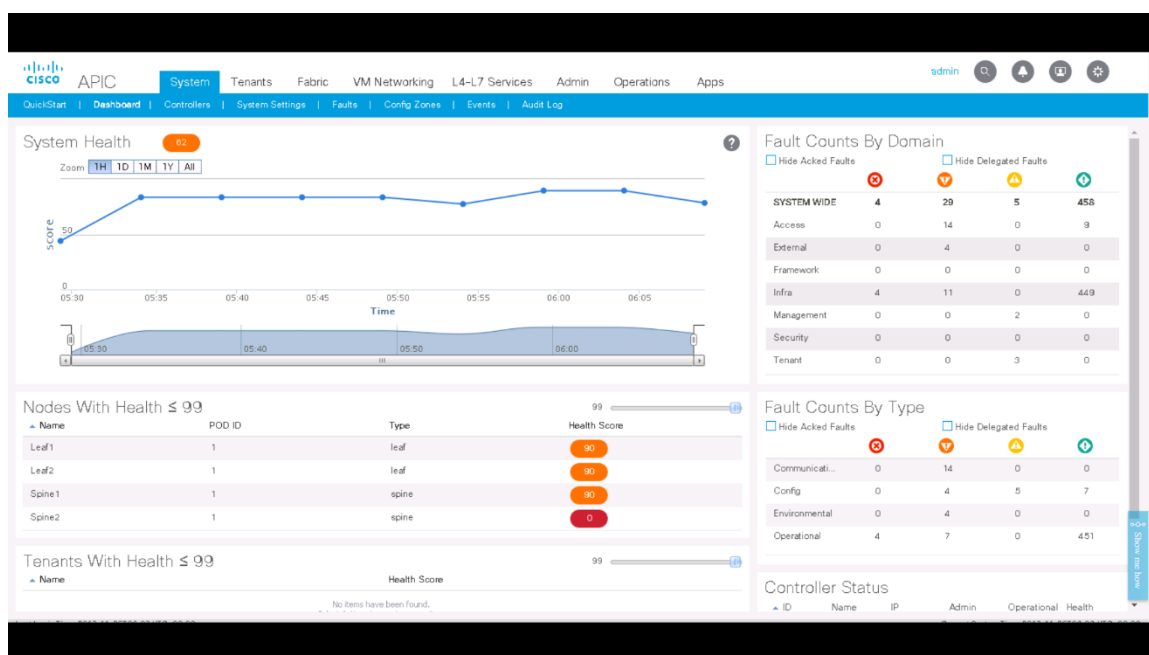 CISCO APIC System Tenants Fabric VM Networking L4-L7 Services Admin Operations Apps admin
QuickStart | Dashboard | Controllers | System Settings | Faults | Config Zones | Events | Audit Log
System Health 62
Zoom 1H 1D 1M 1Y All
score
50
0
05:30 05:35 05:40 05:45 05:50 05:55 06:00 06:05
Time
05:30 05:40 05:50 06:00
Nodes With Health ≤ 99
99
Name POD ID Type Health Score
Leaf1 1 leaf 90
Leaf2 1 leaf 90
Spine1 1 spine 90
Spine2 1 spine 0
Tenants With Health ≤ 99
99
Name Health Score
No items have been found.
Fault Counts By Domain
Hide Acked Faults Hide Delegated Faults
SYSTEM WIDE 4 29 5 458
Access 0 14 0 9
External 0 4 0 0
Framework 0 0 0 0
Infra 4 11 0 449
Management 0 0 2 0
Security 0 0 0 0
Tenant 0 0 3 0
Fault Counts By Type
Hide Acked Faults Hide Delegated Faults
Communicati... 0 14 0 0
Config 0 4 5 7
Environmental 0 4 0 0
Operational 4 7 0 451
Controller Status
ID Name IP Admin Operational Health
Show me how